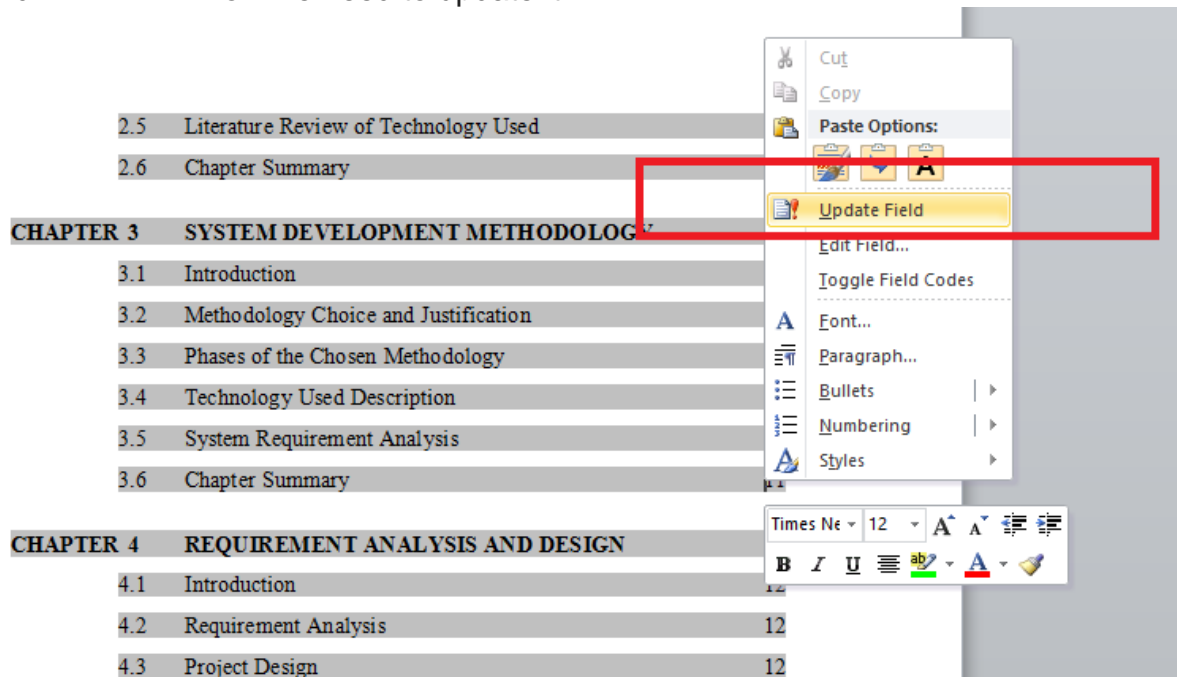 2.5 Literature Review of Technology Used
2.6 Chapter Summary
CHAPTER 3 SYSTEM DEVELOPMENT METHODOLOGY
3.1 Introduction
3.2 Methodology Choice and Justification
3.3 Phases of the Chosen Methodology
3.4 Technology Used Description
3.5 System Requirement Analysis
3.6 Chapter Summary 11
CHAPTER 4 REQUIREMENT ANALYSIS AND DESIGN
4.1 Introduction 12
4.2 Requirement Analysis 12
4.3 Project Design 12
Cut
Copy
Paste Options:
A
Update Field
Edit Field...
Toggle Field Codes
A Font...
Paragraph...
Bullets
Numbering
A Styles
Times Ne 12 A A
B I U ab A